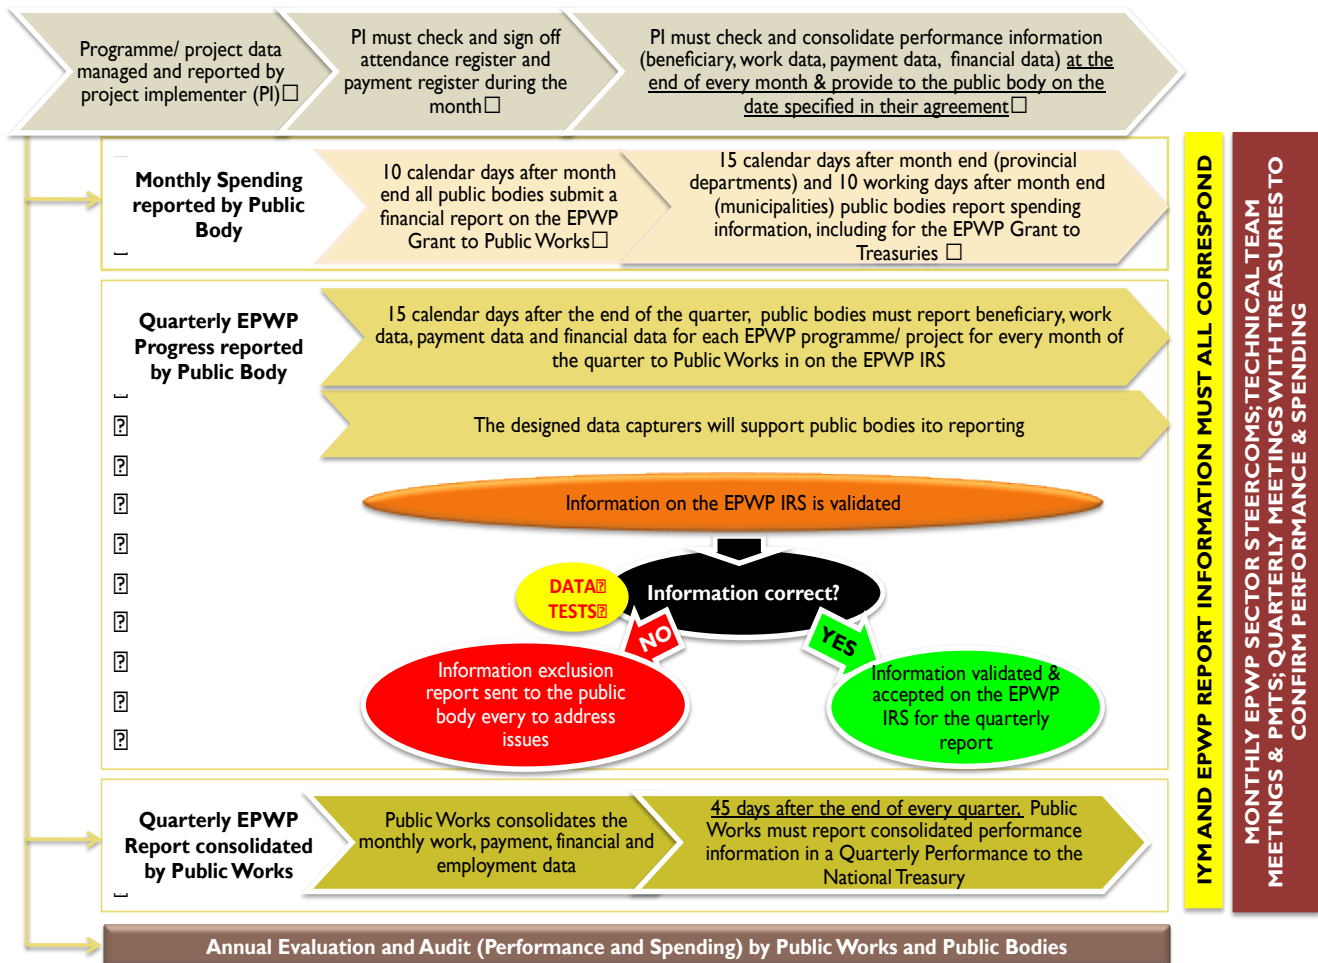 Programme/ project data
managed and reported by
project implementer (PI)
PI must check and sign off
attendance register and
payment register during the
month
PI must check and consolidate performance information
(beneficiary, work data, payment data, financial data) at the
end of every month & provide to the public body on the
date specified in their agreement
Monthly Spending
reported by Public
Body
10 calendar days after month
end all public bodies submit a
financial report on the EPWP
Grant to Public Works
15 calendar days after month end (provincial
departments) and 10 working days after month end
(municipalities) public bodies report spending
information, including for the EPWP Grant to
Treasuries
Quarterly EPWP
Progress reported
by Public Body
15 calendar days after the end of the quarter, public bodies must report beneficiary, work
data, payment data and financial data for each EPWP programme/ project for every month of
the quarter to Public Works in on the EPWP IRS
The designed data capturers will support public bodies ito reporting
Information on the EPWP IRS is validated
Information correct?
DATA
TESTS
NO
YES
Information exclusion
report sent to the public
body every to address
issues
Information validated &
accepted on the EPWP
IRS for the quarterly
report
Quarterly EPWP
Report consolidated
by Public Works
Public Works consolidates the
monthly work, payment, financial and
employment data
45 days after the end of every quarter, Public
Works must report consolidated performance
information in a Quarterly Performance to the
National Treasury
Annual Evaluation and Audit (Performance and Spending) by Public Works and Public Bodies
IYM AND EPWP REPORT INFORMATION MUST ALL CORRESPOND
MONTHLY EPWP SECTOR STEERCOMS; TECHNICAL TEAM
MEETINGS & PMTS; QUARTERLY MEETINGS WITH TREASURIES TO
CONFIRM PERFORMANCE & SPENDING